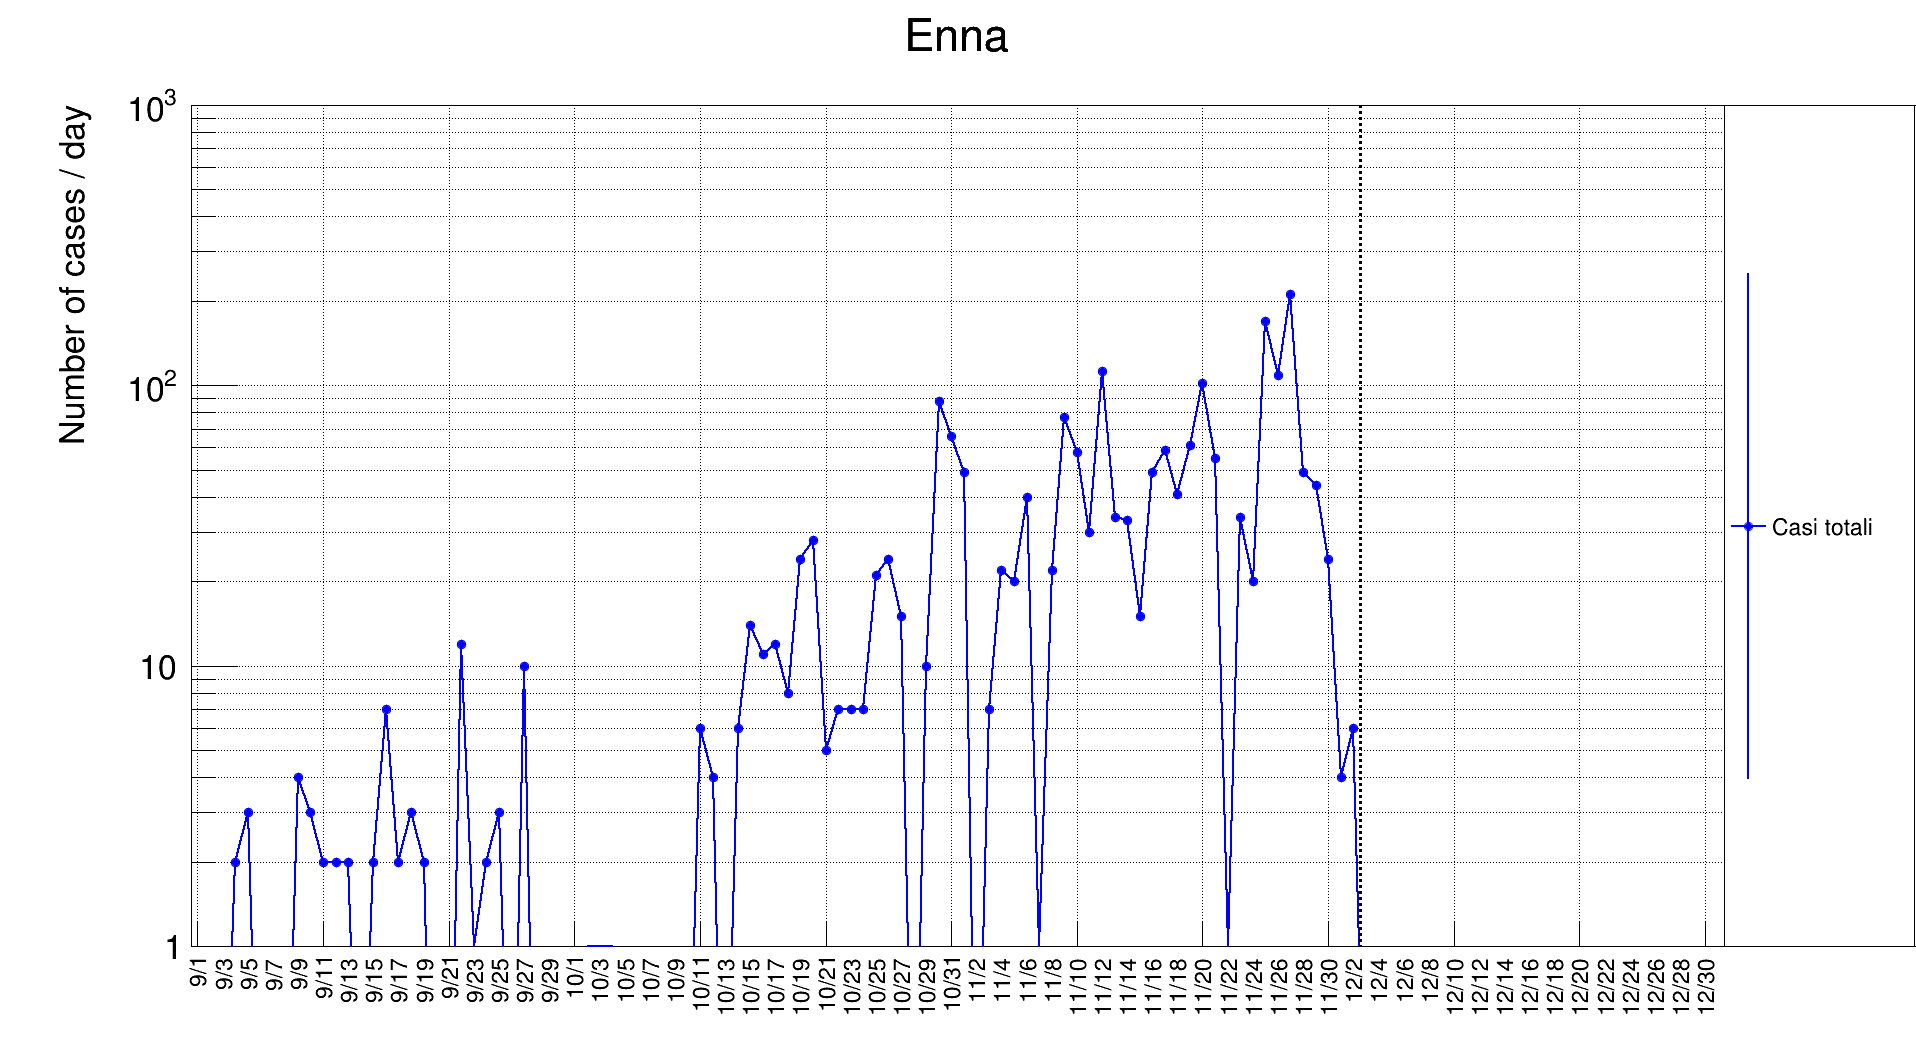 Enna
Number of cases / day
10³
10²
10
1
9/1 9/3 9/5 9/7 9/9 9/11 9/13 9/15 9/17 9/19 9/21 9/23 9/25 9/27 9/29 10/1 10/3 10/5 10/7 10/9 10/11 10/13 10/15 10/17 10/19 10/21 10/23 10/25 10/27 10/29 10/31 11/2 11/4 11/6 11/8 11/10 11/12 11/14 11/16 11/18 11/20 11/22 11/24 11/26 11/28 11/30 12/2 12/4 12/6 12/8 12/10 12/12 12/14 12/16 12/18 12/20 12/22 12/24 12/26 12/28 12/30
Casi totali